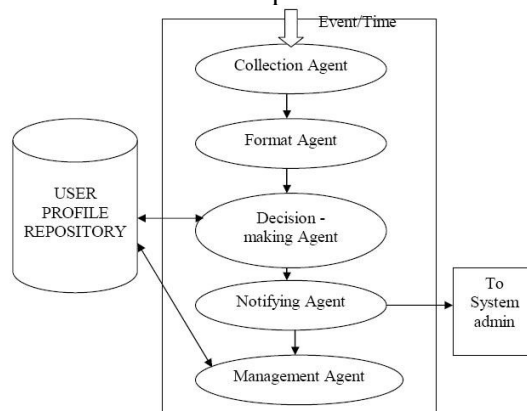 Event/Time
Collection Agent
Format Agent
USER
PROFILE
REPOSITORY
Decision -
making Agent
Notifying Agent
To
System
admin
Management Agent